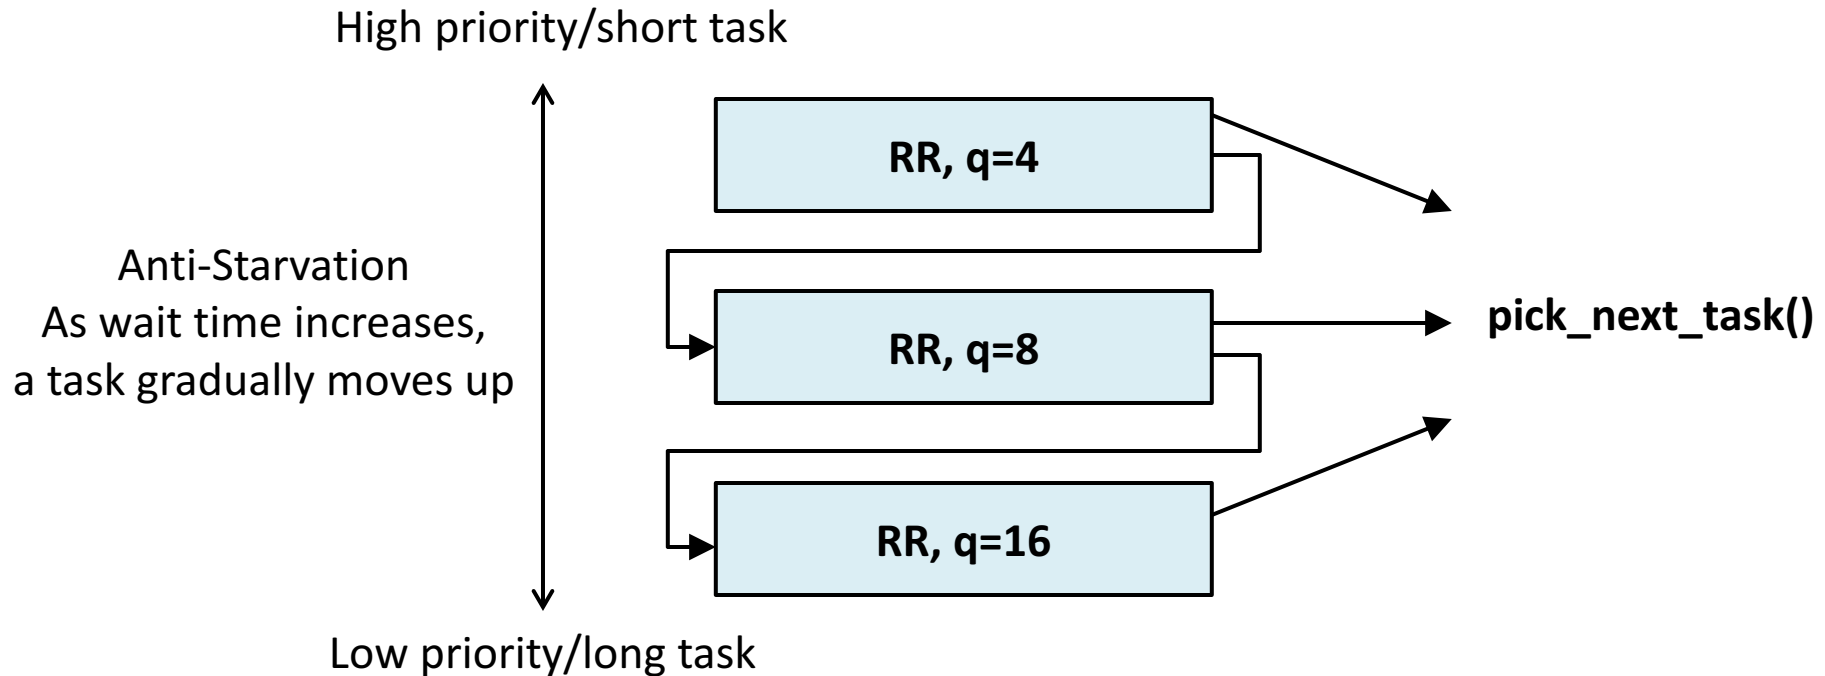 High priority/short task
RR, q=4
Anti-Starvation
As wait time increases,
a task gradually moves up
RR, q=8
pick_next_task()
RR, q=16
Low priority/long task